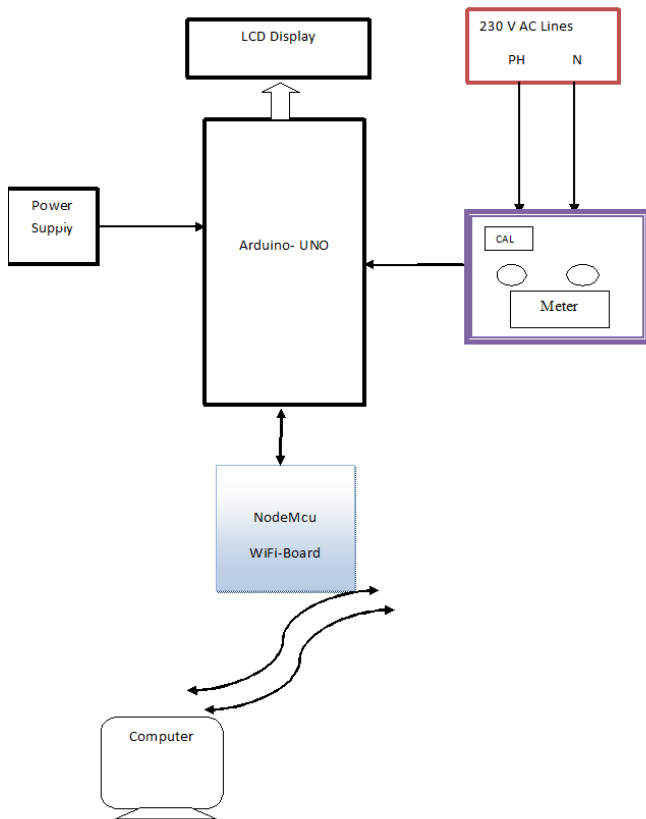 LCD Display
230 V AC Lines
PH N
Power
Suppiy
Arduino- UNO
CAL
Meter
NodeMcu
WiFi-Board
Computer